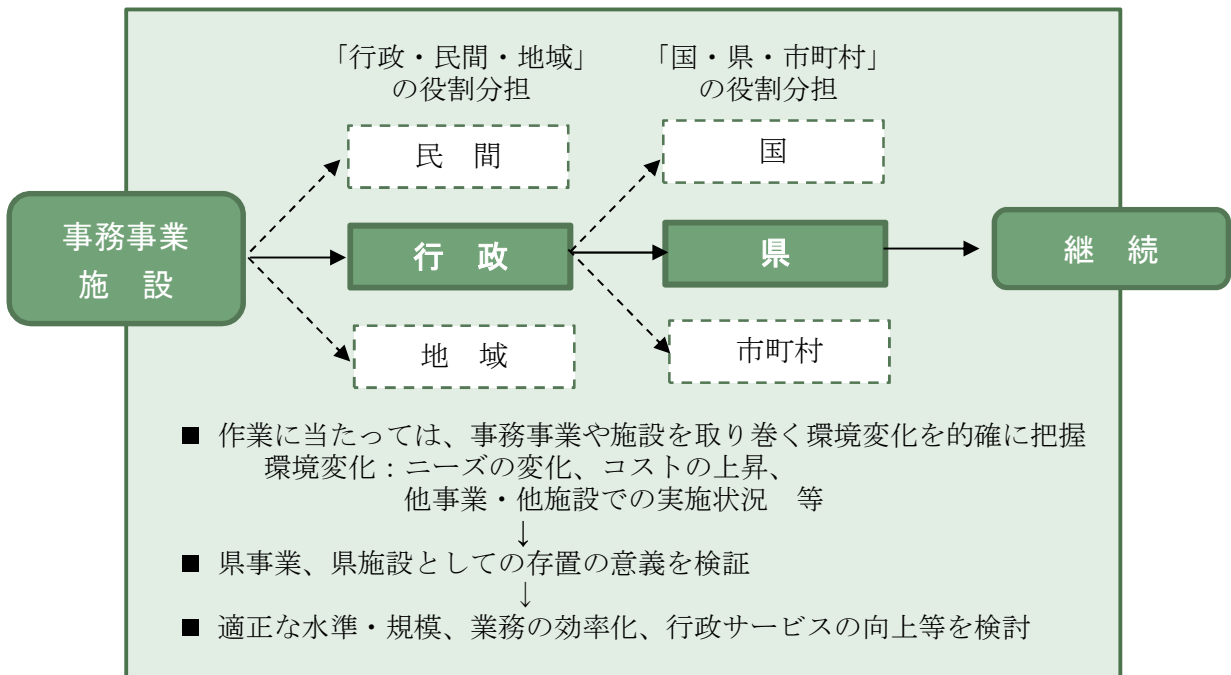 「行政・民間・地域」
の役割分担
「国・県・市町村」
の役割分担
民　間
国
事務事業
施　設
行　政
県
継　続
地　域
市町村
■ 作業に当たっては、事務事業や施設を取り巻く環境変化を的確に把握
環境変化：ニーズの変化、コストの上昇、
他事業・他施設での実施状況　等
↓
■ 県事業、県施設としての存置の意義を検証
↓
■ 適正な水準・規模、業務の効率化、行政サービスの向上等を検討